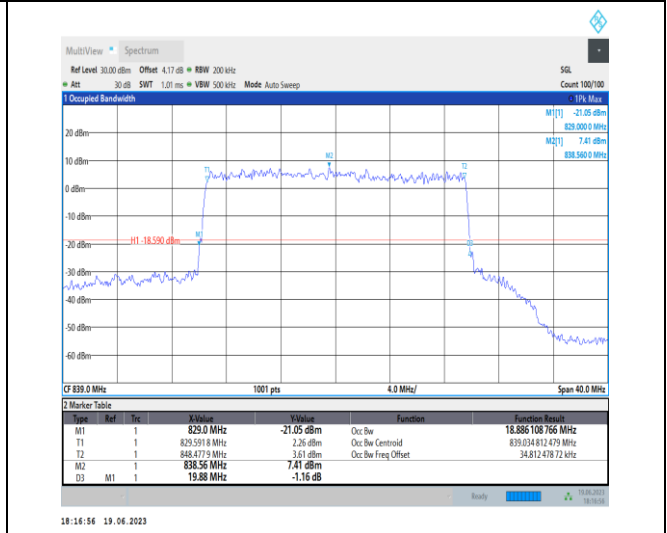 MultiView Spectrum
Ref Level 30.00 dBm Offset 4.17 dB RBW 200 kHz SGL
Att 30 dB SWT 1.01 ms VBW 500 kHz Mode Auto Sweep Count 100/100
1 Occupied Bandwidth 1Pk Max
M1[1] -21.05 dBm
829.000 0 MHz
M2[1] 7.41 dBm
838.560 0 MHz
20 dBm
M2
10 dBm
T1
T2
0 dBm
-10 dBm
M1
H1 -18.590 dBm
-20 dBm
D3
-30 dBm
-40 dBm
-50 dBm
-60 dBm
CF 839.0 MHz 1001 pts 4.0 MHz/ Span 40.0 MHz
2 Marker Table
Type Ref Trc X-Value Y-Value Function Function Result
M1 1 829.0 MHz -21.05 dBm Occ Bw 18.886 108 766 MHz
T1 1 829.591 8 MHz 2.26 dBm Occ Bw Centroid 839.034 812 479 MHz
T2 1 848.477 9 MHz 3.61 dBm Occ Bw Freq Offset 34.812 478 72 kHz
M2 1 838.56 MHz 7.41 dBm
D3 M1 1 19.88 MHz -1.16 dB
Ready 19.06.2023
18:16:56
18:16:56 19.06.2023